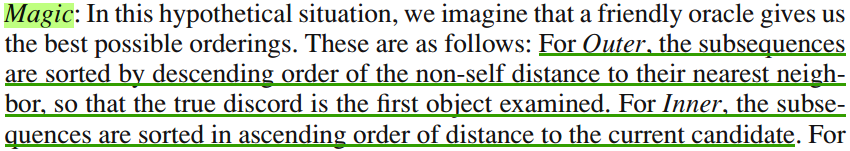 Magic: In this hypothetical situation, we imagine that a friendly oracle gives us
the best possible orderings. These are as follows: For Outer, the subsequences
are sorted by descending order of the non-self distance to their nearest neigh-
bor, so that the true discord is the first object examined. For Inner, the subse-
quences are sorted in ascending order of distance to the current candidate. For